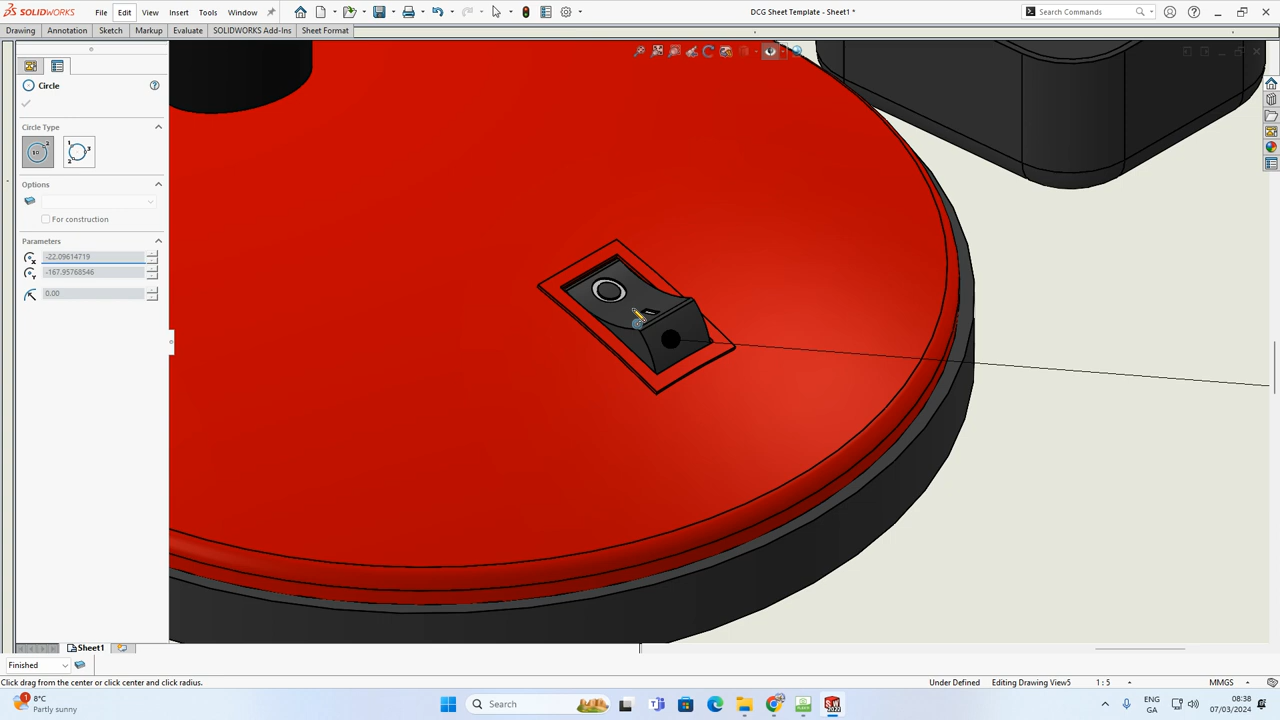 SOLIDWORKS
File Edit View Insert Tools Window
DCG Sheet Template - Sheet1 *
Search Commands
Drawing Annotation Sketch Markup Evaluate SOLIDWORKS Add-Ins Sheet Format
Circle
Circle Type
Options
For construction
Parameters
-22.09614719
-167.95768546
0.00
Sheet1
Finished
Click drag from the center or click center and click radius.
Under Defined Editing Drawing View5 1 : 5 MMGS
8°C
Partly sunny
Search
ENG
GA
08:38
07/03/2024